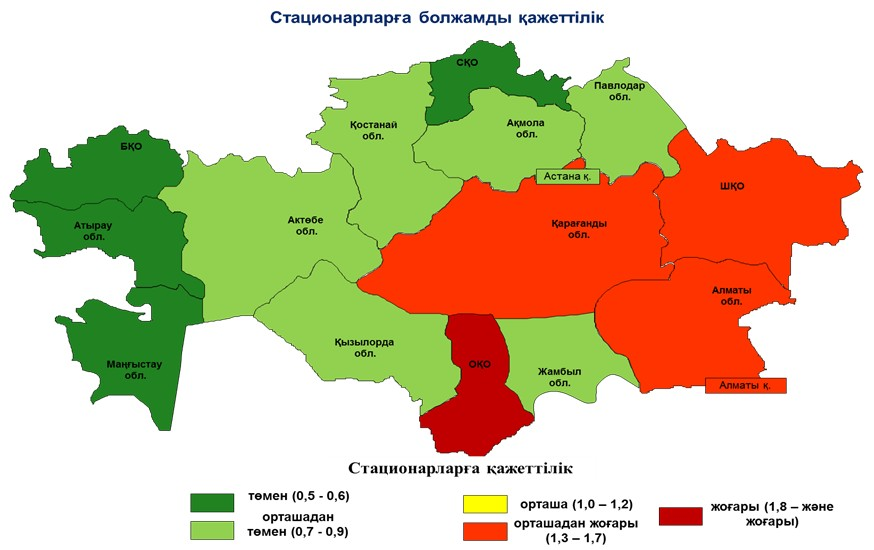 Стационарларға болжамды қажеттілік
СҚО
Павлодар
обл.
Қостанай
обл.
Ақмола
обл.
БҚО
Астана қ.
ШҚО
Атырау
обл.
Актөбе
обл.
Қарағанды
обл.
Алматы
обл.
Қызылорда
обл.
Маңғыстау
обл.
ОҚО
Жамбыл
обл.
Алматы қ.
Стационарларға қажеттілік
төмен (0,5 - 0,6)
орташадан
төмен (0,7 - 0,9)
орташа (1,0 – 1,2)
орташадан жоғары
(1,3 – 1,7)
жоғары (1,8 – және
жоғары)